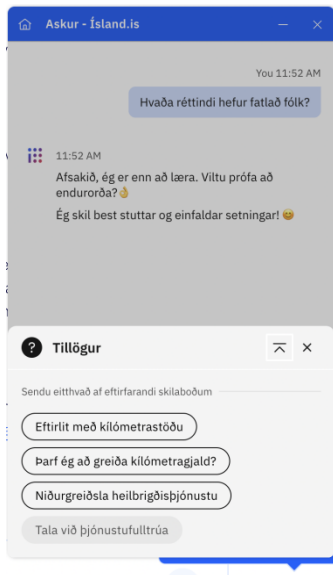 Askur - Ísland.is
You 11:52 AM
Hvaða réttindi hefur fatlað fólk?
11:52 AM
Afsakið, ég er enn að læra. Viltu prófa að
endurorða?👌
Ég skil best stuttar og einfaldar setningar! 😀
Tillögur
Sendu eitthvað af eftirfarandi skilaboðum
Eftirlit með kílómetrastöðu
Þarf ég að greiða kílómetragjald?
Niðurgreiðsla heilbrigðisþjónustu
Tala við þjónustufulltrúa